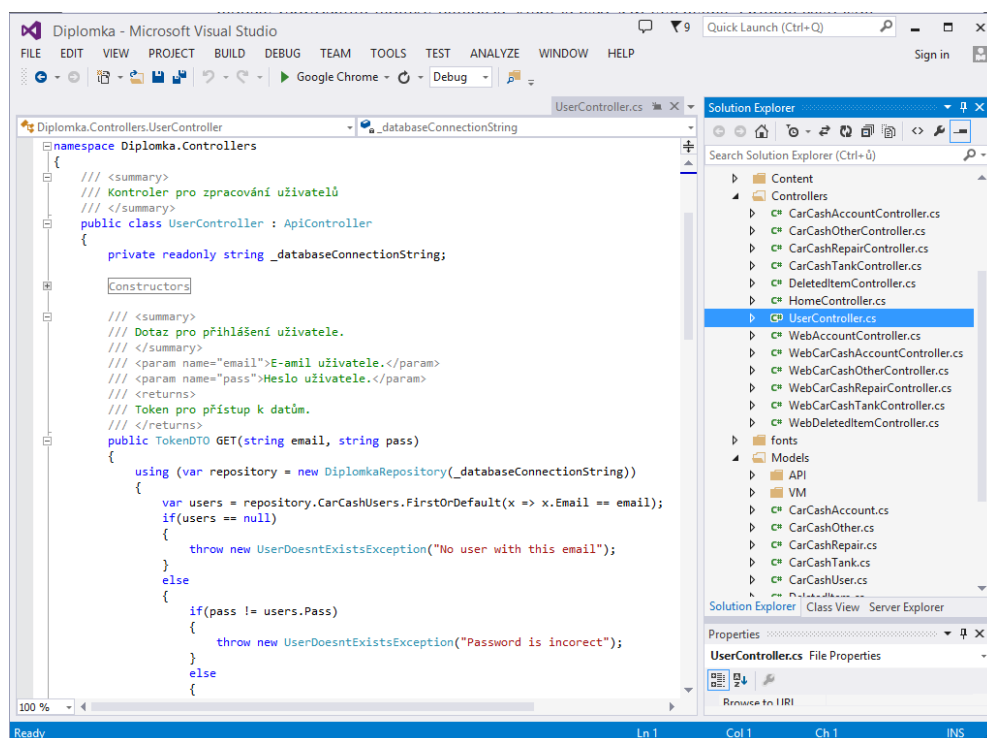 Diplomka - Microsoft Visual Studio
9
Quick Launch (Ctrl+Q)
FILE EDIT VIEW PROJECT BUILD DEBUG TEAM TOOLS TEST ANALYZE WINDOW HELP
Sign in
Google Chrome
Debug
UserController.cs
Diplomka.Controllers.UserController
_databaseConnectionString
namespace Diplomka.Controllers
{
/// <summary>
/// Kontroler pro zpracování uživatelů
/// </summary>
public class UserController : ApiController
{
private readonly string _databaseConnectionString;
Constructors
/// <summary>
/// Dotaz pro přihlášení uživatele.
/// </summary>
/// <param name="email">E-amil uživatele.</param>
/// <param name="pass">Heslo uživatele.</param>
/// <returns>
/// Token pro přístup k datům.
/// </returns>
public TokenDTO GET(string email, string pass)
{
using (var repository = new DiplomkaRepository(_databaseConnectionString))
{
var users = repository.CarCashUsers.FirstOrDefault(x => x.Email == email);
if(users == null)
{
throw new UserDoesntExistsException("No user with this email");
}
else
{
if(pass != users.Pass)
{
throw new UserDoesntExistsException("Password is incorect");
}
else
{
100 %
Solution Explorer
Search Solution Explorer (Ctrl+ů)
Content
Controllers
C# CarCashAccountController.cs
C# CarCashOtherController.cs
C# CarCashRepairController.cs
C# CarCashTankController.cs
C# DeletedItemController.cs
C# HomeController.cs
C# UserController.cs
C# WebAccountController.cs
C# WebCarCashAccountController.cs
C# WebCarCashOtherController.cs
C# WebCarCashRepairController.cs
C# WebCarCashTankController.cs
C# WebDeletedItemController.cs
fonts
Models
API
VM
C# CarCashAccount.cs
C# CarCashOther.cs
C# CarCashRepair.cs
C# CarCashTank.cs
C# CarCashUser.cs
C# DeletedItem.cs
Solution Explorer Class View Server Explorer
Properties
UserController.cs File Properties
Browse to URL
Ready
Ln 1 Col 1 Ch 1 INS